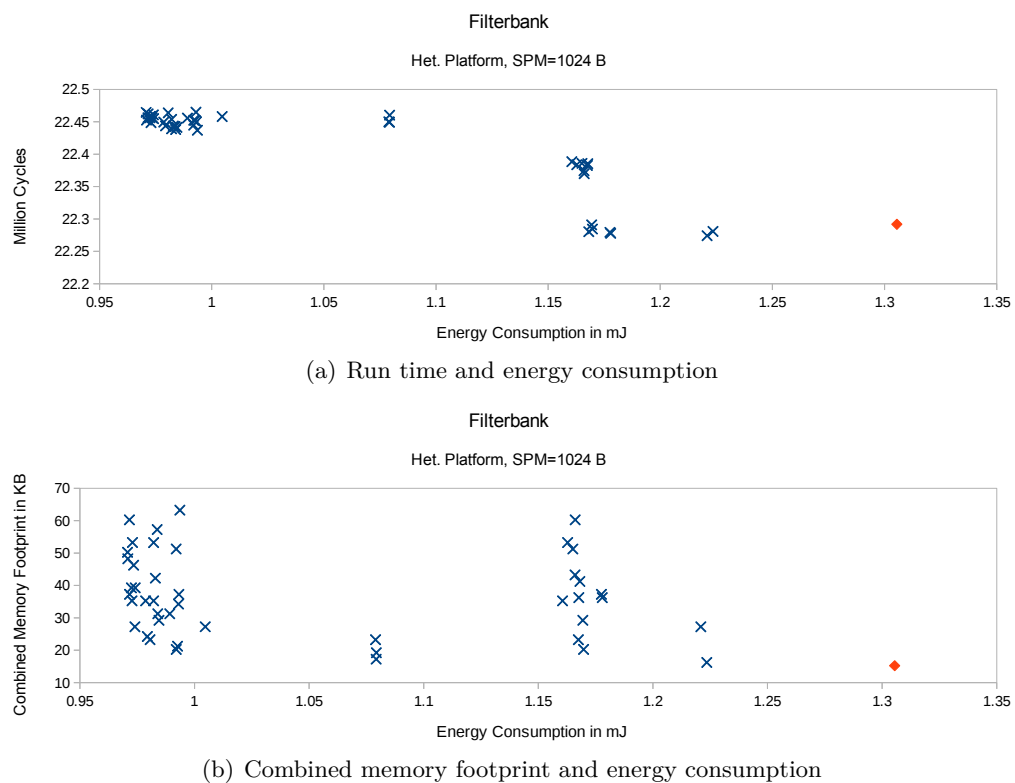 Filterbank
Het. Platform, SPM=1024 B
22.5
22.45
22.4
22.35
22.3
22.25
22.2
Million Cycles
0.95 1 1.05 1.1 1.15 1.2 1.25 1.3 1.35
Energy Consumption in mJ
(a) Run time and energy consumption
Filterbank
Het. Platform, SPM=1024 B
70
60
50
40
30
20
10
Combined Memory Footprint in KB
0.95 1 1.05 1.1 1.15 1.2 1.25 1.3 1.35
Energy Consumption in mJ
(b) Combined memory footprint and energy consumption